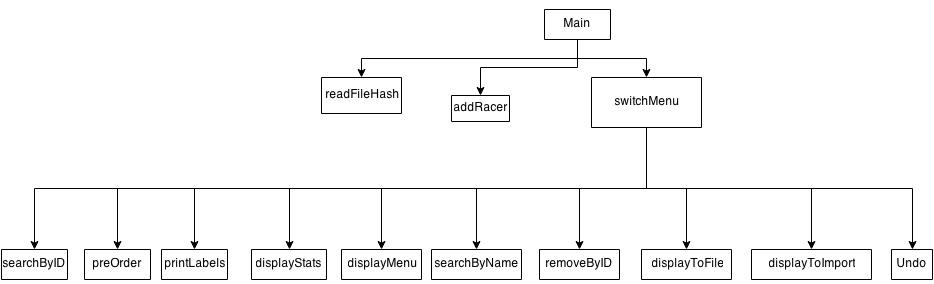 Main
readFileHash
addRacer
switchMenu
searchByID
preOrder
printLabels
displayStats
displayMenu
searchByName
removeByID
displayToFile
displayToImport
Undo